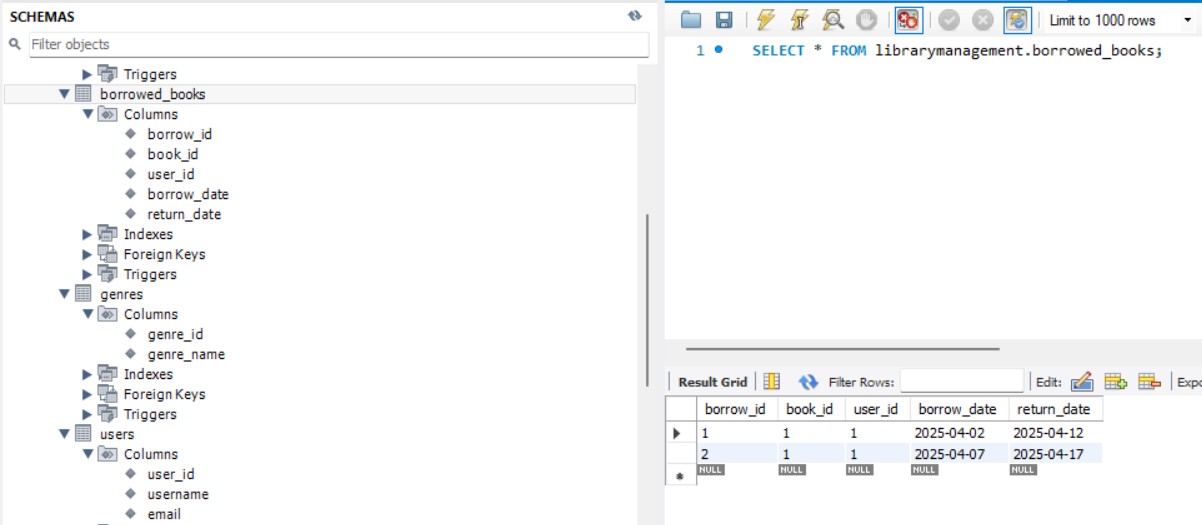 SCHEMAS
Filter objects
Triggers
borrowed_books
Columns
borrow_id
book_id
user_id
borrow_date
return_date
Indexes
Foreign Keys
Triggers
genres
Columns
genre_id
genre_name
Indexes
Foreign Keys
Triggers
users
Columns
user_id
username
email
Limit to 1000 rows
1 SELECT * FROM librarymanagement.borrowed_books;
Result Grid Filter Rows: Edit: Expo
borrow_id book_id user_id borrow_date return_date
1 1 1 2025-04-02 2025-04-12
2 1 1 2025-04-07 2025-04-17
NULL NULL NULL NULL NULL